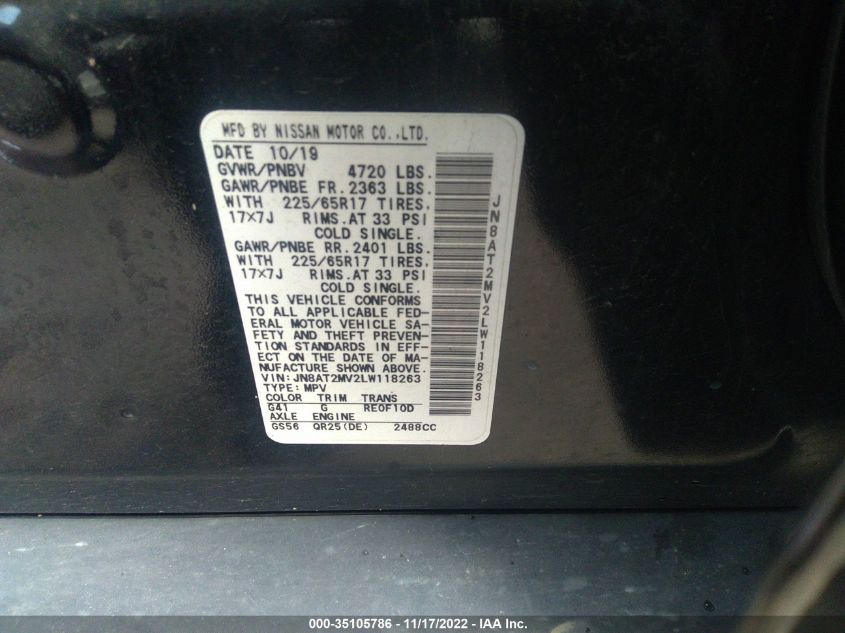 MFD BY NISSAN MOTOR CO.,LTD.
DATE 10/19
GVWR/PNBV 4720 LBS.
GAWR/PNBE FR. 2363 LBS.
WITH 225/65R17 TIRES.
17X7J RIMS.AT 33 PSI
COLD SINGLE.
GAWR/PNBE RR. 2401 LBS.
WITH 225/65R17 TIRES.
17X7J RIMS.AT 33 PSI
COLD SINGLE.
THIS VEHICLE CONFORMS
TO ALL APPLICABLE FED-
ERAL MOTOR VEHICLE SA-
FETY AND THEFT PREVEN-
TION STANDARDS IN EFF-
ECT ON THE DATE OF MA-
NUFACTURE SHOWN ABOVE.
VIN:JN8AT2MV2LW118263
TYPE:MPV
COLOR TRIM TRANS
G41 G RE0F10D
AXLE ENGINE
GS56 QR25(DE) 2488CC
JN8AT2MV2LW118263
000-35105786 - 11/17/2022 - IAA Inc.